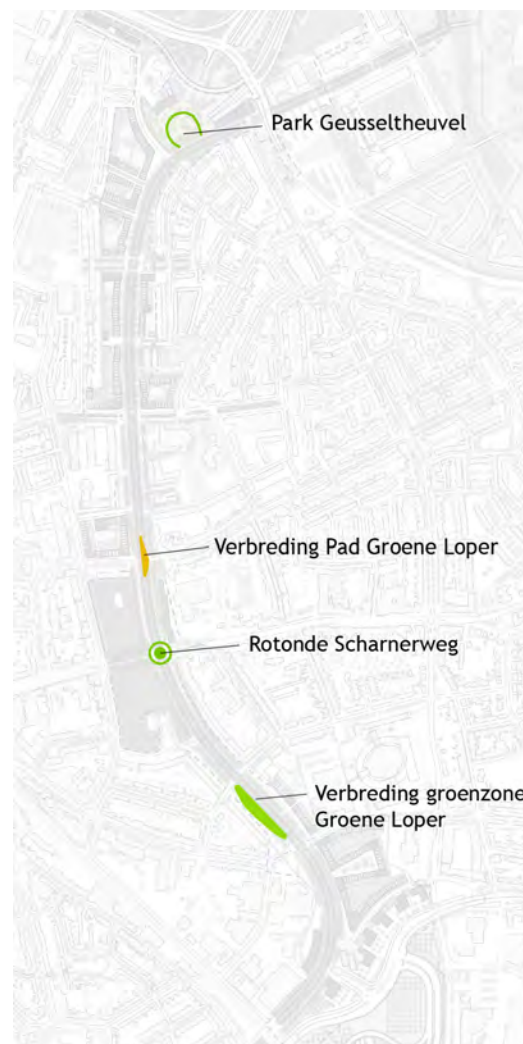 Park Geusseltheuvel
Verbreding Pad Groene Loper
Rotonde Scharnerweg
Verbreding groenzone
Groene Loper